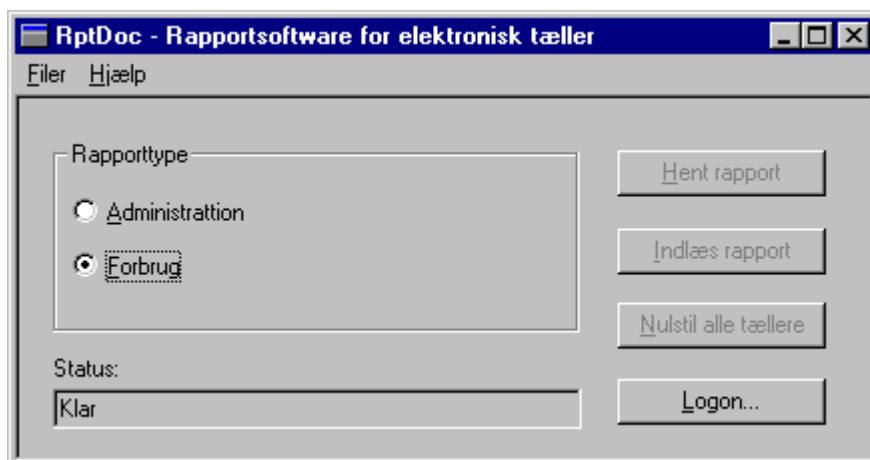 RptDoc - Rapportsoftware for elektronisk tæller
Filer Hjælp
Rapporttype
Administrattion
Forbrug
Hent rapport
Indlæs rapport
Nulstil alle tællere
Status:
Klar
Logon...